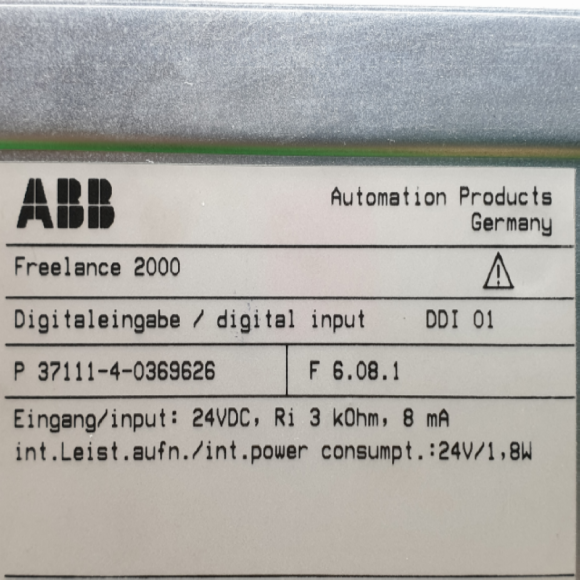 ABB
Automation Products
Germany
Freelance 2000
Digitaleingabe / digital input DDI 01
P 37111-4-0369626 F 6.08.1
Eingang/input: 24VDC, Ri 3 kOhm, 8 mA
int.Leist.aufn./int.power consumpt.:24V/1,8W